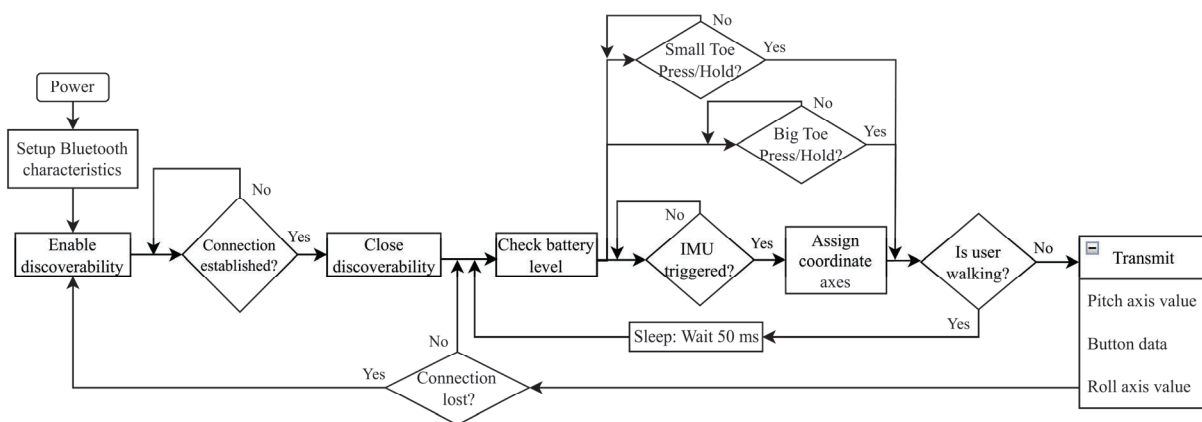 Power
Setup Bluetooth
characteristics
Enable
discoverability
No
Connection
established?
Yes
Close
discoverability
Check battery
level
No
Small Toe
Press/Hold?
Yes
No
Big Toe
Press/Hold?
Yes
No
IMU
triggered?
Yes
Assign
coordinate
axes
Is user
walking?
No
Yes
Transmit
Pitch axis value
Button data
Roll axis value
Sleep: Wait 50 ms
No
Yes
Connection
lost?